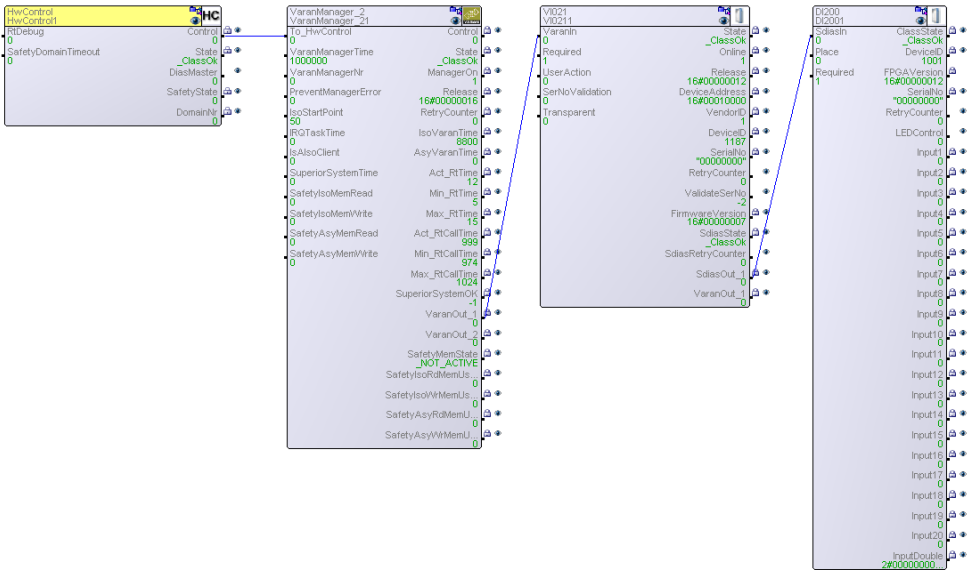 HwControl
HwControl1
HC
RtDebug
Control
0
0
SafetyDomainTimeout
State
0
_ClassOk
DiasMaster
0
SafetyState
0
DomainNr
0
VaranManager_2
VaranManager_21
To_HwControl
Control
0
0
VaranManagerTime
State
1000000
_ClassOk
VaranManagerNr
ManagerOn
0
1
PreventManagerError
Release
0
16#00000016
IsoStartPoint
RetryCounter
50
0
IRQTaskTime
IsoVaranTime
0
8800
IsAlsoClient
AsyVaranTime
0
0
SuperiorSystemTime
Act_RtTime
0
12
SafetyIsoMemRead
Min_RtTime
0
5
SafetyIsoMemWrite
Max_RtTime
0
15
SafetyAsyMemRead
Act_RtCallTime
0
999
SafetyAsyMemWrite
Min_RtCallTime
0
974
Max_RtCallTime
1024
SuperiorSystemOK
-1
VaranOut_1
0
VaranOut_2
0
SafetyMemState
_NOT_ACTIVE
SafetyIsoRdMemUs...
0
SafetyIsoWrMemUs...
0
SafetyAsyRdMemU...
0
SafetyAsyWrMemU...
0
VI021
VI0211
VaranIn
State
0
_ClassOk
Required
Online
1
1
UserAction
Release
0
16#00000012
SerNoValidation
DeviceAddress
0
16#00010000
Transparent
VendorID
0
1
DeviceID
1187
SerialNo
"00000000"
RetryCounter
0
ValidateSerNo
-2
FirmwareVersion
16#00000007
SdiasState
_ClassOk
SdiasRetryCounter
0
SdiasOut_1
0
VaranOut_1
0
DI200
DI2001
SdiasIn
ClassState
0
_ClassOk
Place
DeviceID
0
1001
Required
FPGAVersion
1
16#00000012
SerialNo
"00000000"
RetryCounter
0
LEDControl
0
Input1
0
Input2
0
Input3
0
Input4
0
Input5
0
Input6
0
Input7
0
Input8
0
Input9
0
Input10
0
Input11
0
Input12
0
Input13
0
Input14
0
Input15
0
Input16
0
Input17
0
Input18
0
Input19
0
Input20
0
InputDouble
2#00000000...